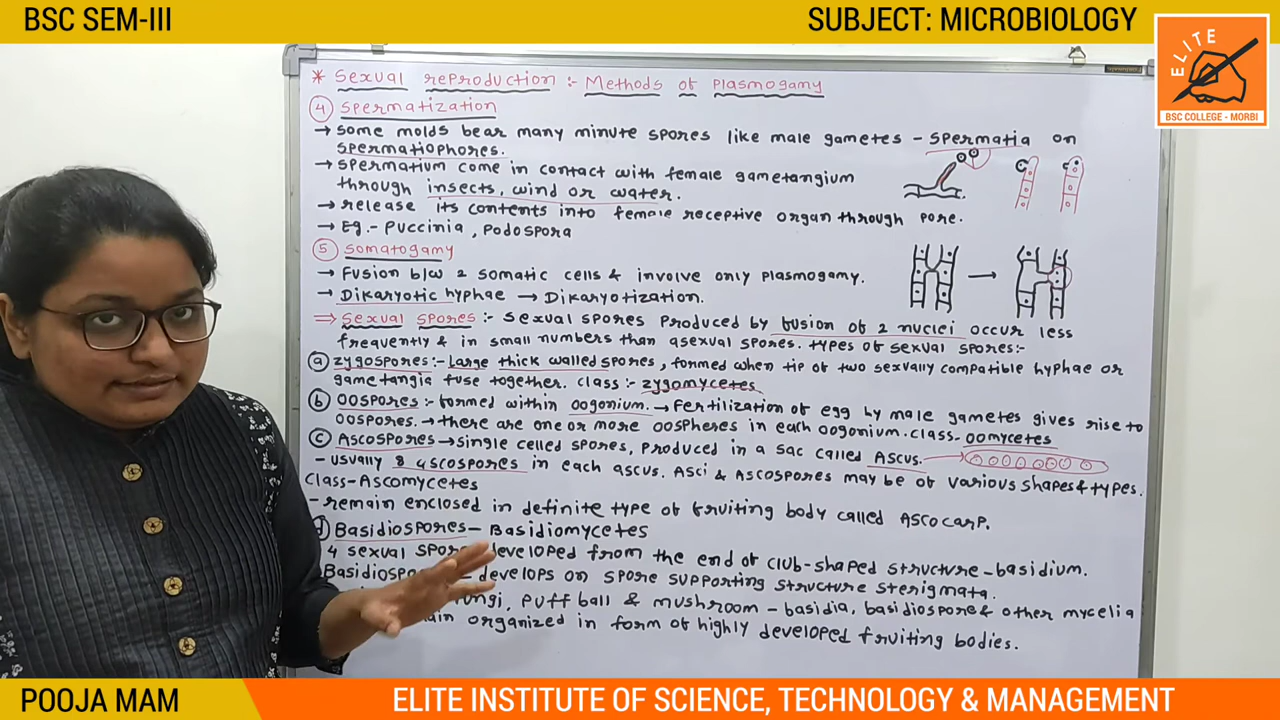 BSC SEM-III
SUBJECT: MICROBIOLOGY
ELITE
BSC COLLEGE - MORBI
* Sexual reproduction :- Methods of Plasmogamy
④ Spermatization
→ Some molds bear many minute spores like male gametes - Spermatia on
Spermatiophores.
→ Spermatium come in contact with female gametangium
through insects, wind or water.
→ release its contents into female receptive organ through pore.
→ Eg.- Puccinia, Podospora
⑤ Somatogamy
→ Fusion b/w 2 somatic cells & involve only plasmogamy.
→ Dikaryotic hyphae → Dikaryotization.
⇒ Sexual Spores :- Sexual spores produced by fusion of 2 nuclei occur less
frequently & in small numbers than asexual spores. types of sexual spores:-
ⓐ zygospores:- Large thick walled spores, formed when tip of two sexually compatible hyphae or
gametangia fuse together. class :- zygomycetes
ⓑ oospores :- formed within oogonium. → Fertilization of egg by male gametes gives rise to
oospores. → there are one or more oospheres in each oogonium. class- oomycetes
ⓒ Ascospores → single celled spores, produced in a sac called Ascus.
- usually 8 ascospores in each ascus. Asci & Ascospores may be of various shapes & types.
Class-Ascomycetes
- remain enclosed in definite type of fruiting body called Ascocarp.
ⓓ Basidiospores - Basidiomycetes
4 sexual developed from the end of club-shaped structure - basidium.
develops on spore supporting structure sterigmata.
puff ball & mushroom - basidia, basidiospore & other mycelia
organized in form of highly developed fruiting bodies.
POOJA MAM
ELITE INSTITUTE OF SCIENCE, TECHNOLOGY & MANAGEMENT